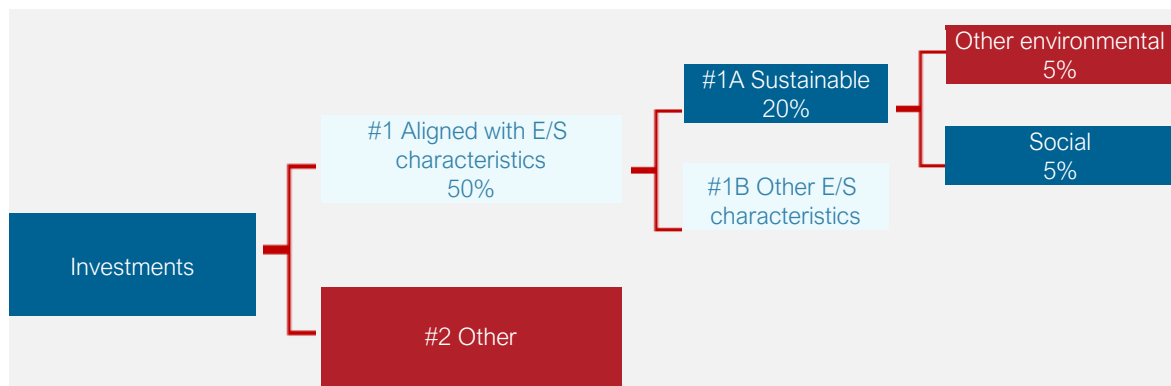 Investments
#1 Aligned with E/S
characteristics
50%
#2 Other
#1A Sustainable
20%
#1B Other E/S
characteristics
Other environmental
5%
Social
5%